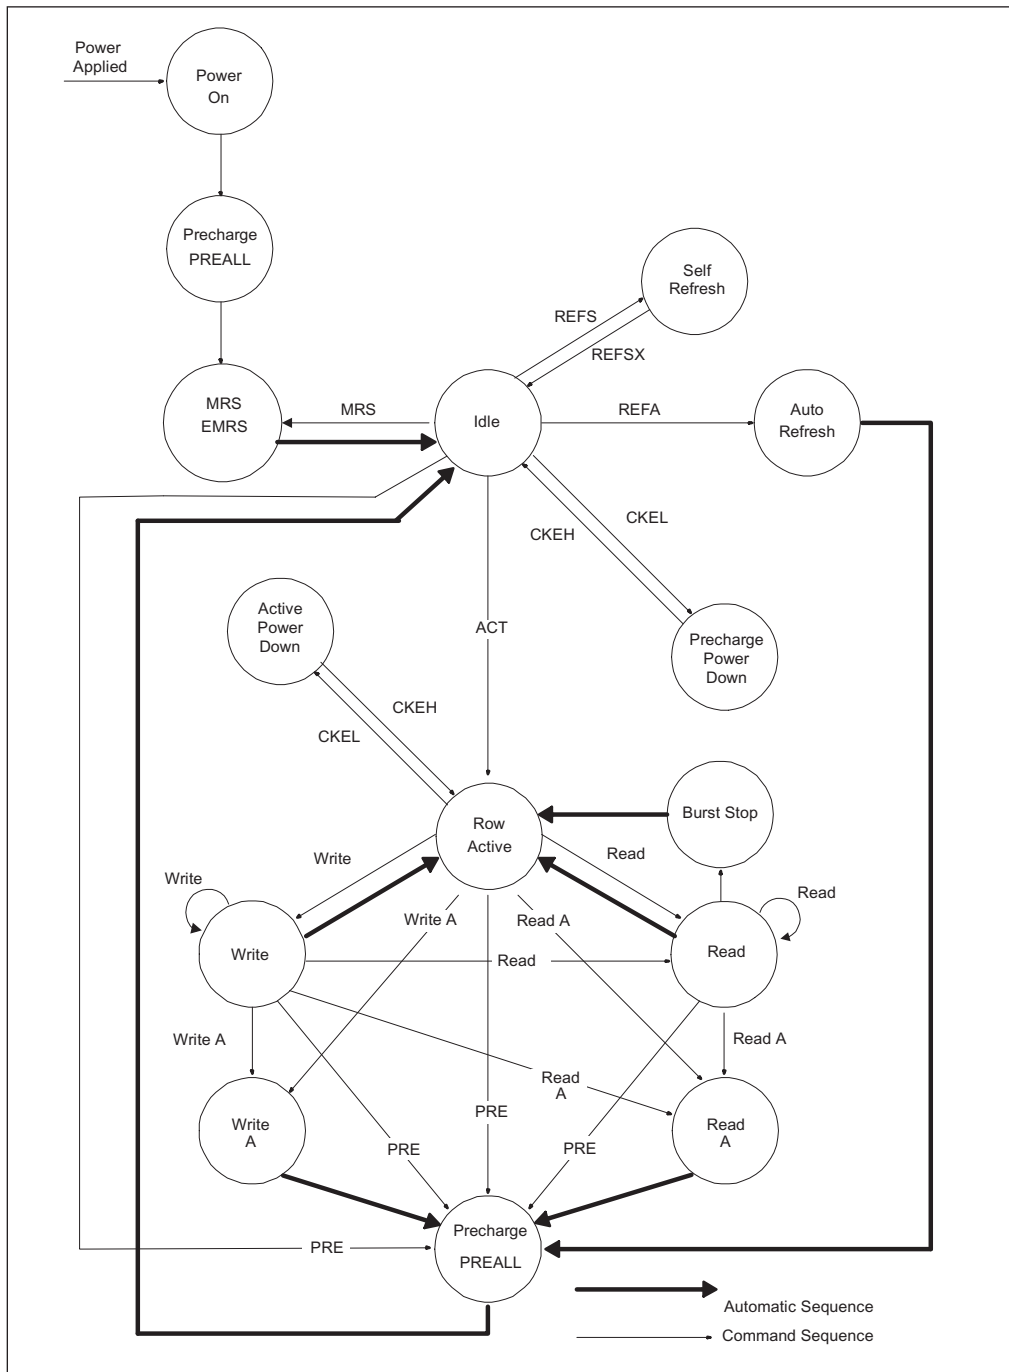 Power
Applied
Power
On
Precharge
PREALL
Self
Refresh
REFS
REFSX
MRS
EMRS
MRS
Idle
REFA
Auto
Refresh
CKEL
CKEH
Active
Power
Down
ACT
Precharge
Power
Down
CKEH
CKEL
Burst Stop
Row
Active
Write
Read
Write
Read
Write A
Read A
Write
Read
Read
Write A
Read A
Read
A
Write
A
PRE
Read
A
PRE
PRE
Precharge
PREALL
PRE
Automatic Sequence
Command Sequence